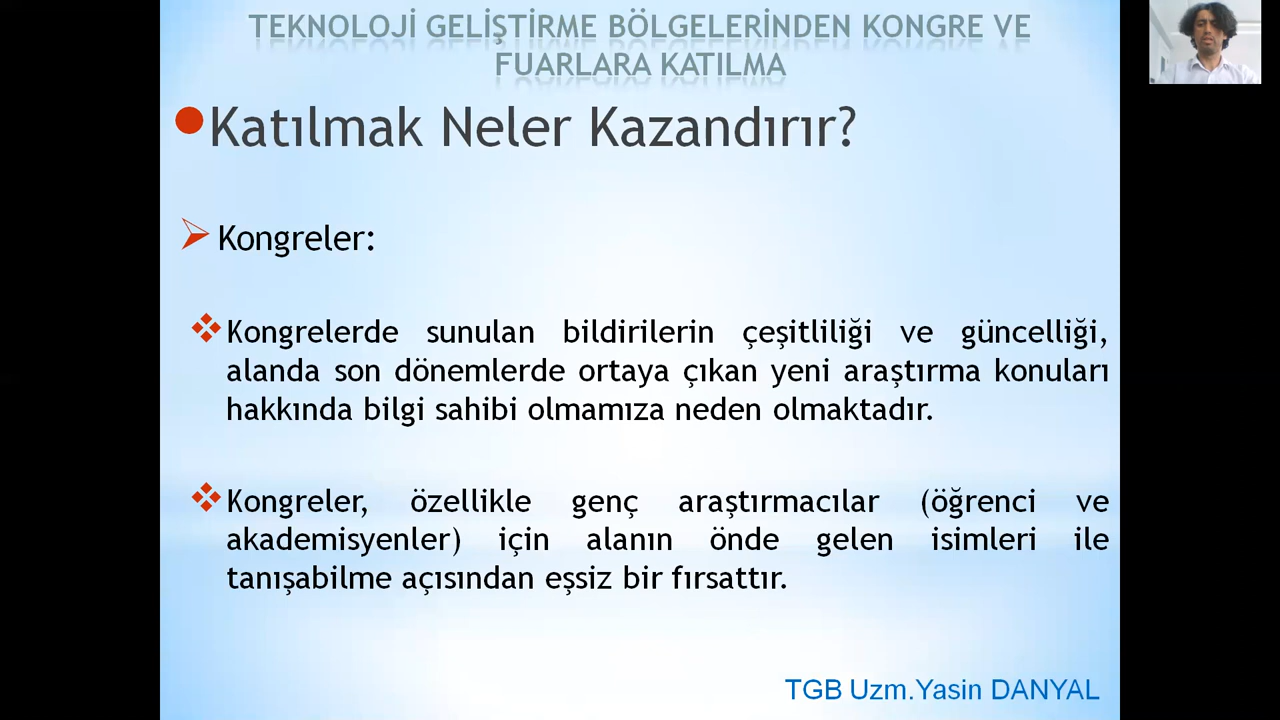 TEKNOLOJİ GELİŞTİRME BÖLGELERİNDEN KONGRE VE
FUARLARA KATILMA
Katılmak Neler Kazandırır?
Kongreler:
Kongrelerde sunulan bildirilerin çeşitliliği ve güncelliği,
alanda son dönemlerde ortaya çıkan yeni araştırma konuları
hakkında bilgi sahibi olmamıza neden olmaktadır.
Kongreler, özellikle genç araştırmacılar (öğrenci ve
akademisyenler) için alanın önde gelen isimleri ile
tanışabilme açısından eşsiz bir fırsattır.
TGB Uzm.Yasin DANYAL